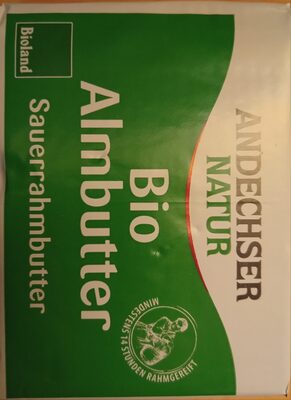 ANDECHSER
NATUR
Bio
Almbutter
Sauerrahmbutter
MINDESTENS 14 STUNDEN RAHMGEREIFT
Bioland